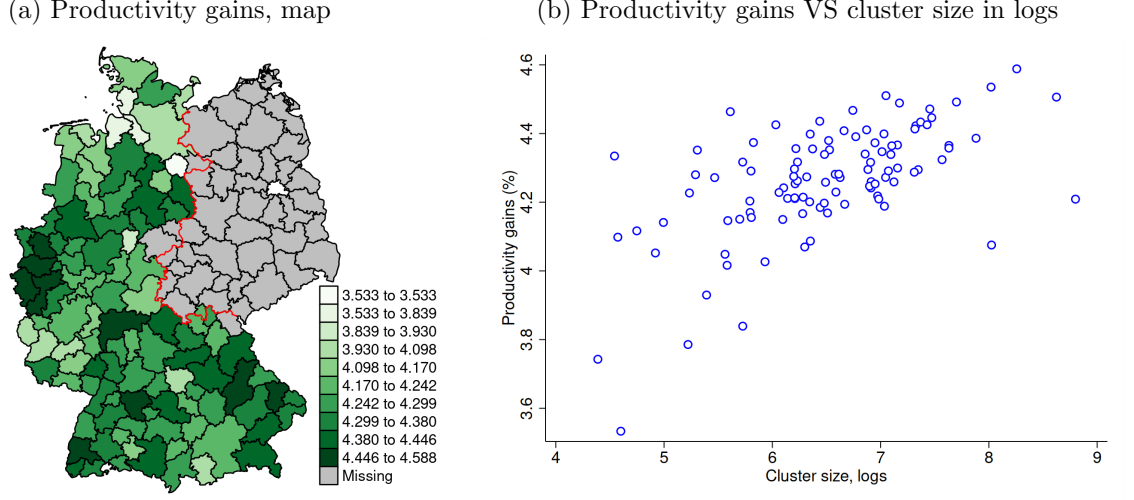 (a) Productivity gains, map
3.533 to 3.533
3.533 to 3.839
3.839 to 3.930
3.930 to 4.098
4.098 to 4.170
4.170 to 4.242
4.242 to 4.299
4.299 to 4.380
4.380 to 4.446
4.446 to 4.588
Missing
(b) Productivity gains VS cluster size in logs
Productivity gains (%)
4.6
4.4
4.2
4
3.8
3.6
4 5 6 7 8 9
Cluster size, logs